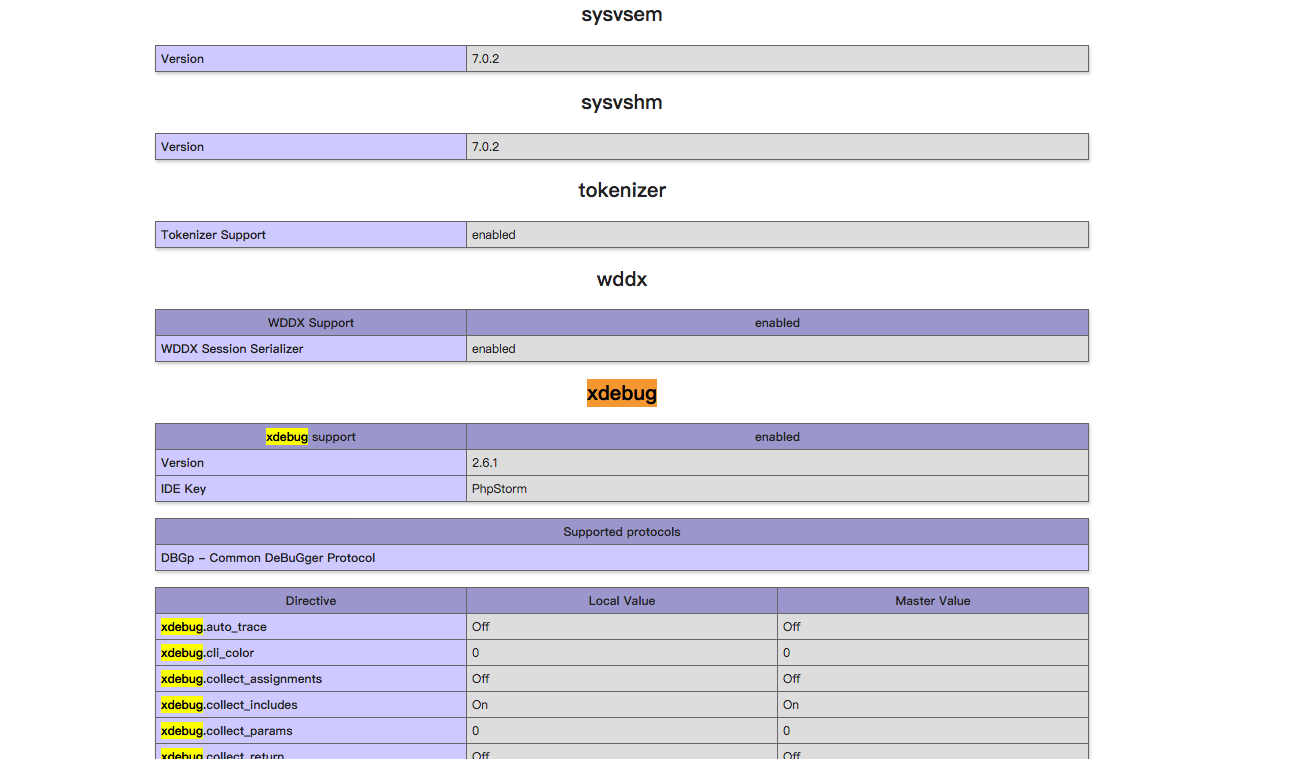 sysvsem
Version 7.0.2
sysvshm
Version 7.0.2
tokenizer
Tokenizer Support enabled
wddx
WDDX Support enabled
WDDX Session Serializer enabled
xdebug
xdebug support enabled
Version 2.6.1
IDE Key PhpStorm
Supported protocols
DBGp – Common DeBuGger Protocol
Directive Local Value Master Value
xdebug.auto_trace Off Off
xdebug.cli_color 0 0
xdebug.collect_assignments Off Off
xdebug.collect_includes On On
xdebug.collect_params 0 0
xdebug.collect_return Off Off